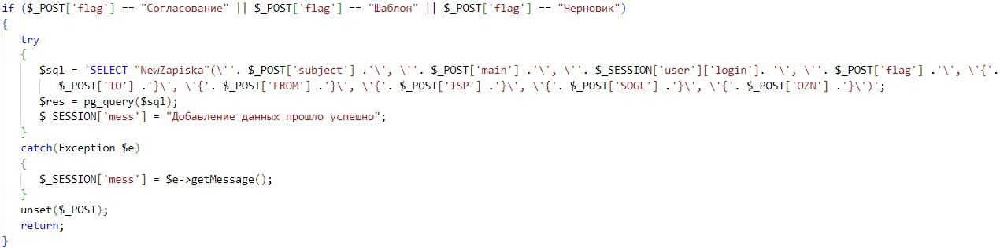 if ($_POST['flag'] == "Согласование" || $_POST['flag'] == "Шаблон" || $_POST['flag'] == "Черновик")
{
try
{
$sql = 'SELECT "NewZapiska"(\''. $_POST['subject'] .'\', \''. $_POST['main'] .'\', \''. $_SESSION['user']['login']. '\', \''. $_POST['flag'] .'\', \'{'.
$_POST['TO'] .'}\', \'{'. $_POST['FROM'] .'}\', \'{'. $_POST['ISP'] .'}\', \'{'. $_POST['SOGL'] .'}\', \'{'. $_POST['OZN'] .'}\')';
$res = pg_query($sql);
$_SESSION['mess'] = "Добавление данных прошло успешно";
}
catch(Exception $e)
{
$_SESSION['mess'] = $e->getMessage();
}
unset($_POST);
return;
}